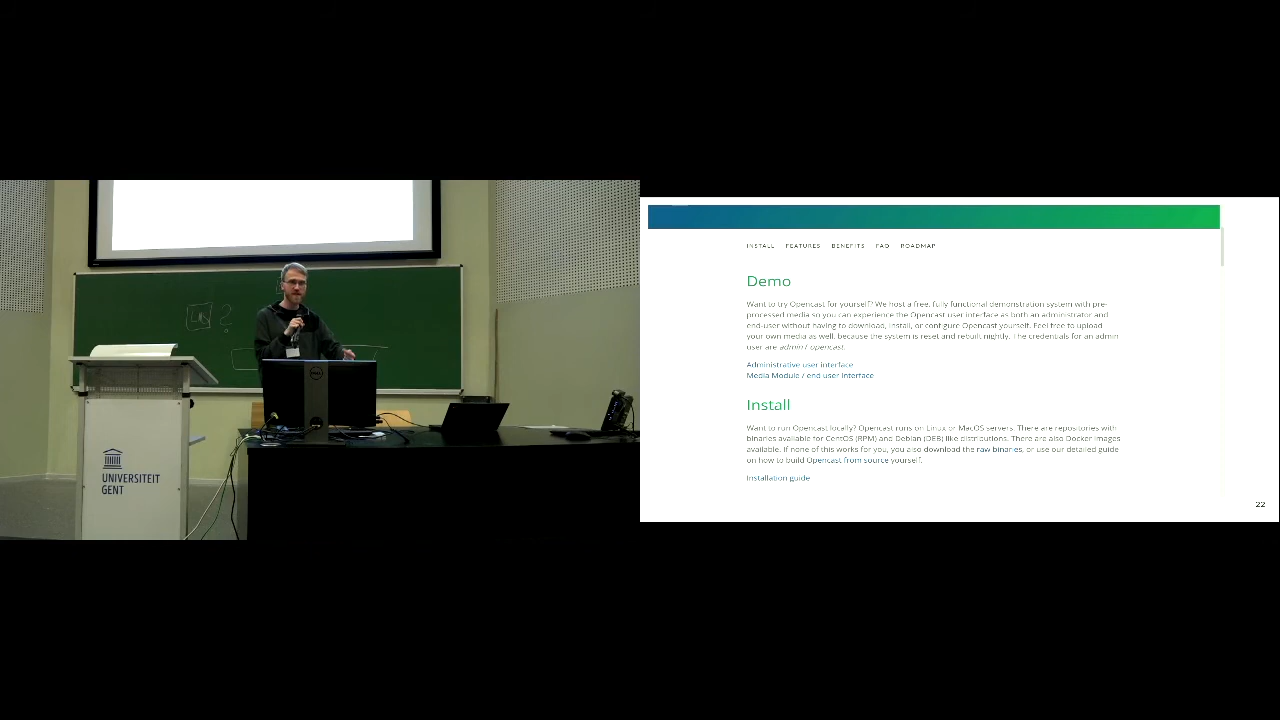 4K ?
DELL
UNIVERSITEIT
GENT
INSTALL FEATURES BENEFITS FAQ ROADMAP
Demo
Want to try Opencast for yourself? We host a free, fully functional demonstration system with pre-
processed media so you can experience the Opencast user interface as both an administrator and
end-user without having to download, install, or configure Opencast yourself. Feel free to upload
your own media as well, because the system is reset and rebuilt nightly. The credentials for an admin
user are admin / opencast.
Administrative user interface
Media Module / end user interface
Install
Want to run Opencast locally? Opencast runs on Linux or MacOS servers. There are repositories with
binaries available for CentOS (RPM) and Debian (DEB) like distributions. There are also Docker images
available. If none of this works for you, you also download the raw binaries, or use our detailed guide
on how to build Opencast from source yourself.
Installation guide
22